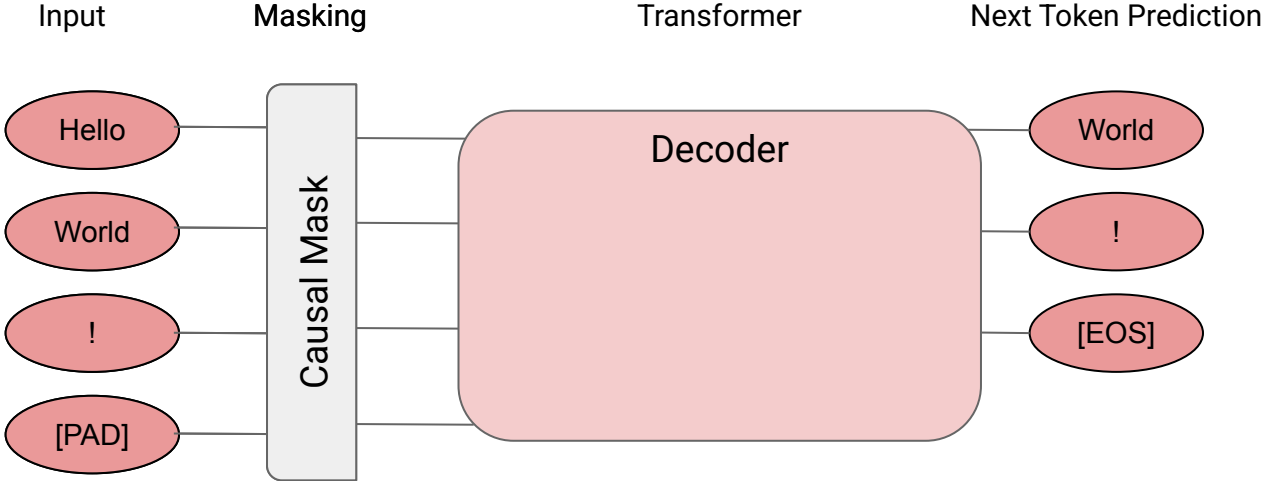 Input Masking Transformer Next Token Prediction
Hello
World
!
[PAD]
Causal Mask
Decoder
World
!
[EOS]